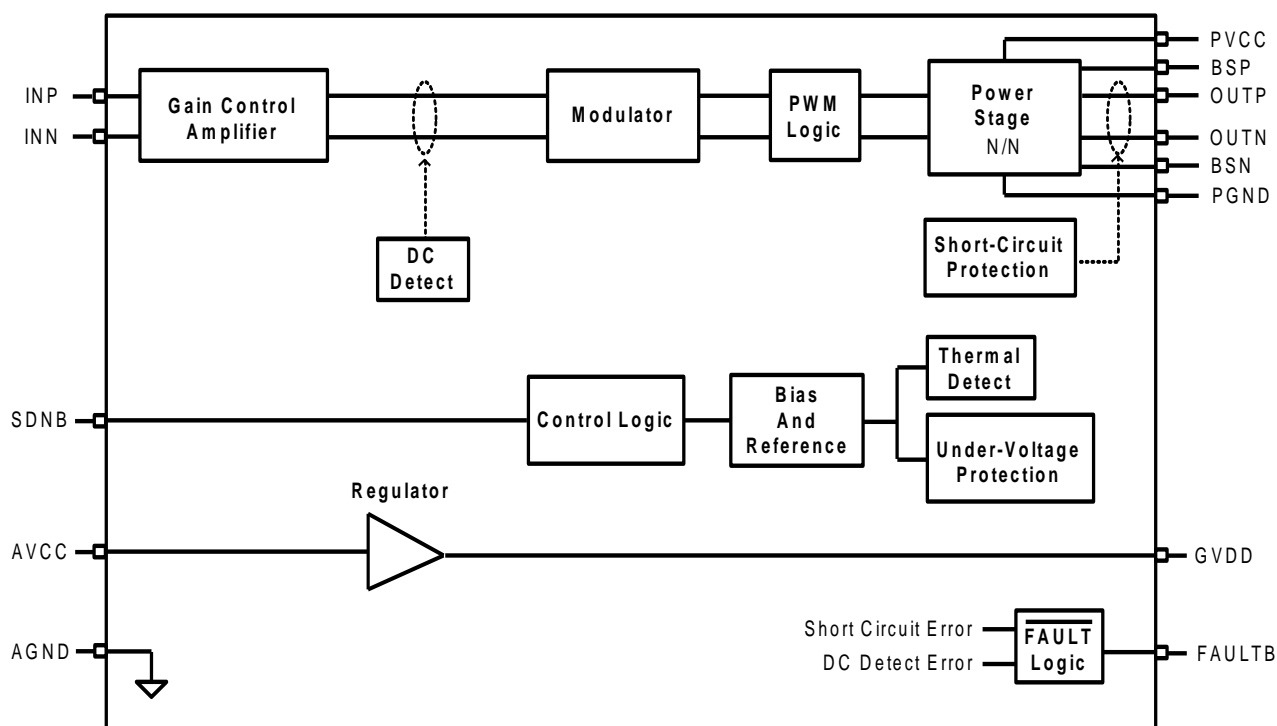 PVCC
BSP
INP
Gain Control
Amplifier
Modulator
PWM
Logic
Power
Stage
N/N
OUTP
INN
OUTN
BSN
PGND
DC
Detect
Short-Circuit
Protection
Thermal
Detect
SDNB
Control Logic
Bias
And
Reference
Under-Voltage
Protection
Regulator
AVCC
GVDD
Short Circuit Error
DC Detect Error
FAULT
Logic
AGND
FAULTB